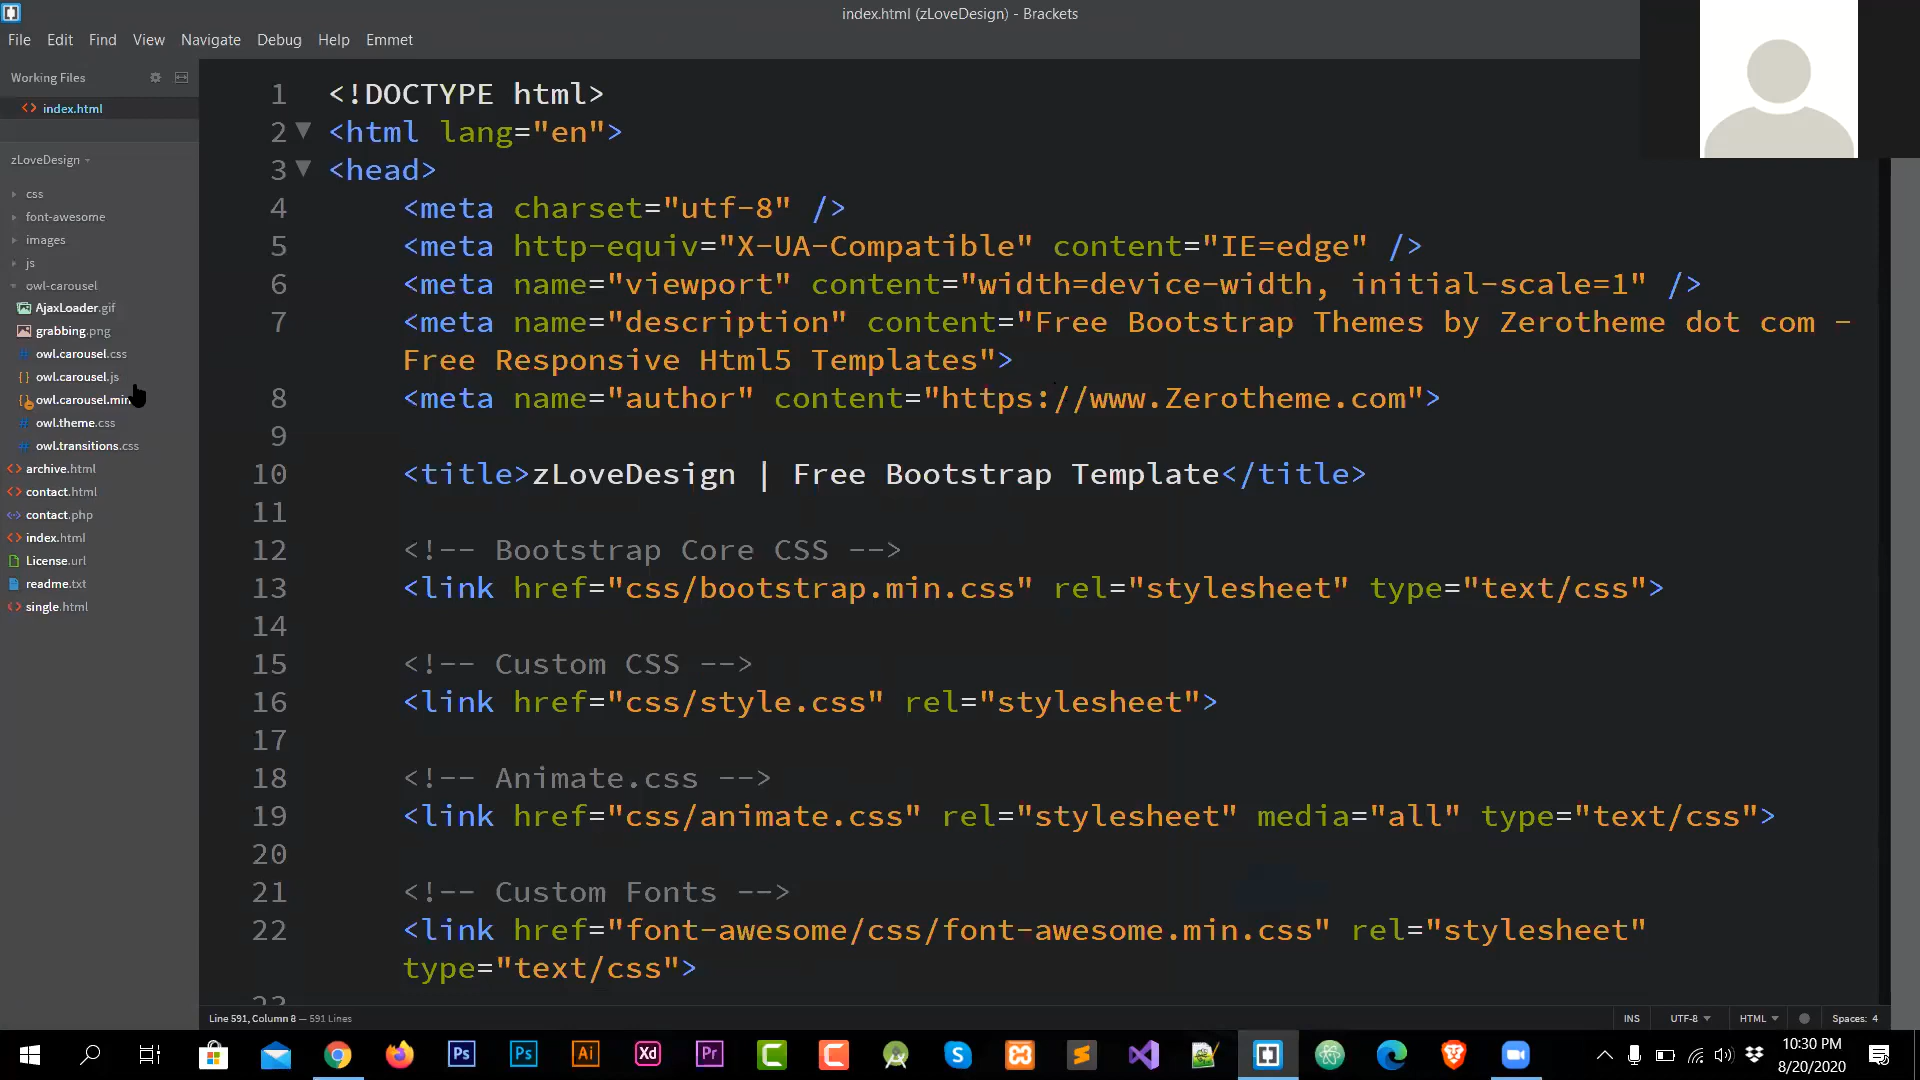 index.html (zLoveDesign) - Brackets
File Edit Find View Navigate Debug Help Emmet
Working Files
<> index.html
zLoveDesign
css
font-awesome
images
js
owl-carousel
AjaxLoader.gif
grabbing.png
owl.carousel.css
owl.carousel.js
owl.carousel.min
owl.theme.css
owl.transitions.css
archive.html
contact.html
contact.php
index.html
License.url
readme.txt
single.html
1 <!DOCTYPE html>
2 <html lang="en">
3 <head>
4 <meta charset="utf-8" />
5 <meta http-equiv="X-UA-Compatible" content="IE=edge" />
6 <meta name="viewport" content="width=device-width, initial-scale=1" />
7 <meta name="description" content="Free Bootstrap Themes by Zerotheme dot com -
Free Responsive Html5 Templates">
8 <meta name="author" content="https://www.Zerotheme.com">
9
10 <title>zLoveDesign | Free Bootstrap Template</title>
11
12 <!-- Bootstrap Core CSS -->
13 <link href="css/bootstrap.min.css" rel="stylesheet" type="text/css">
14
15 <!-- Custom CSS -->
16 <link href="css/style.css" rel="stylesheet">
17
18 <!-- Animate.css -->
19 <link href="css/animate.css" rel="stylesheet" media="all" type="text/css">
20
21 <!-- Custom Fonts -->
22 <link href="font-awesome/css/font-awesome.min.css" rel="stylesheet"
type="text/css">
Line 591, Column 8 — 591 Lines
INS UTF-8 HTML Spaces: 4
Ps Ps Ai Xd Pr
10:30 PM
8/20/2020